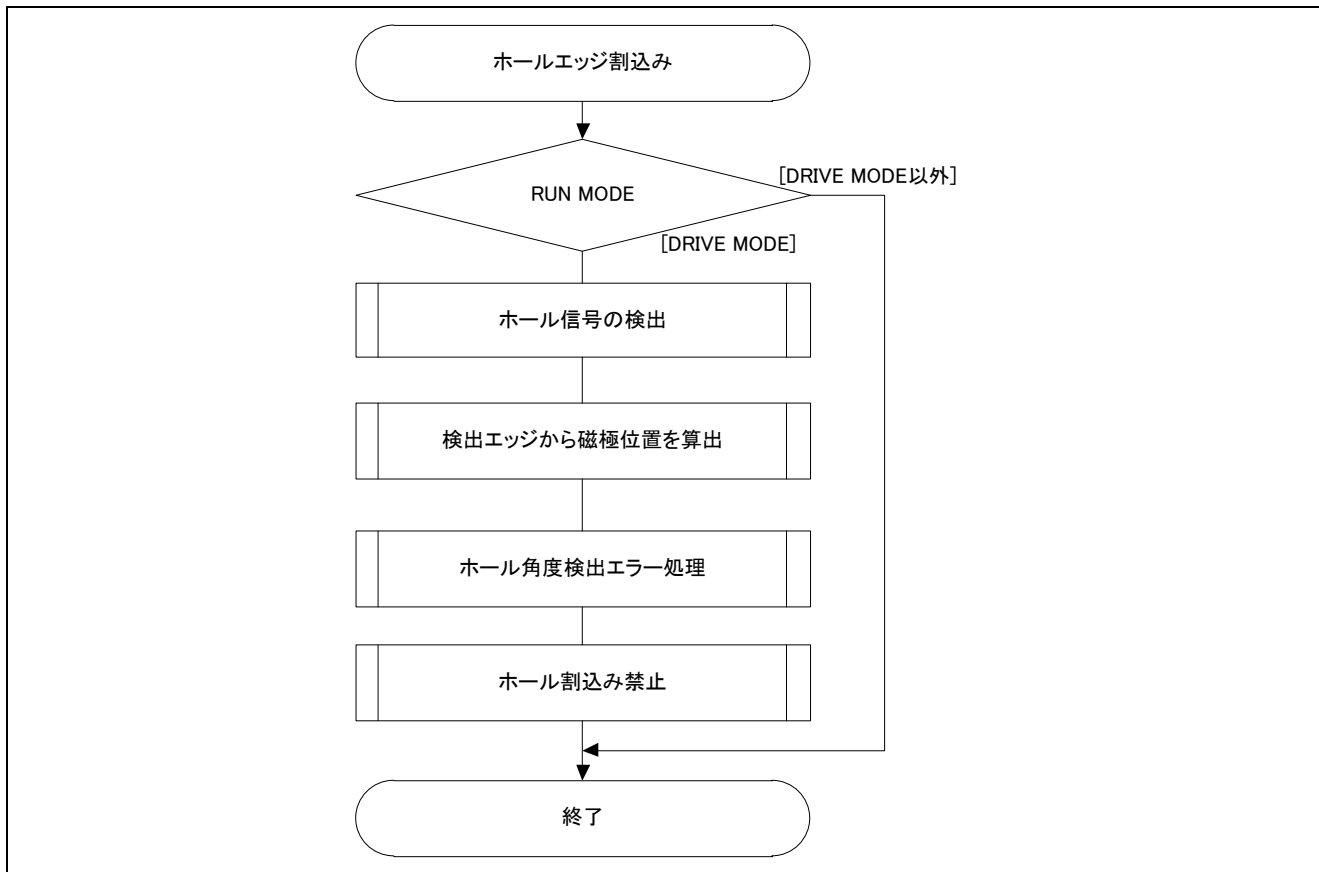 ホールエッジ割込み
[DRIVE MODE以外]
RUN MODE
[DRIVE MODE]
ホール信号の検出
検出エッジから磁極位置を算出
ホール角度検出エラー処理
ホール割込み禁止
終了